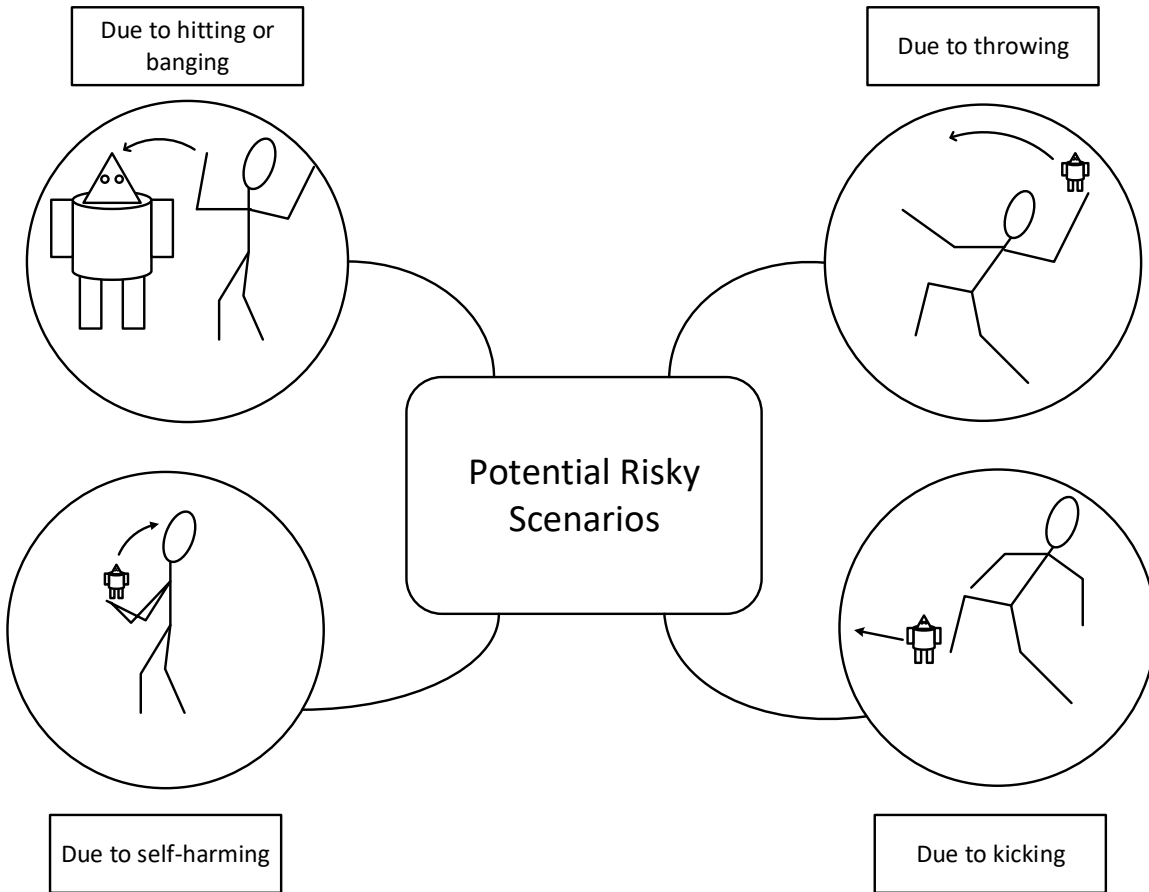 Due to hitting or
banging
Due to throwing
Potential Risky
Scenarios
Due to self-harming
Due to kicking